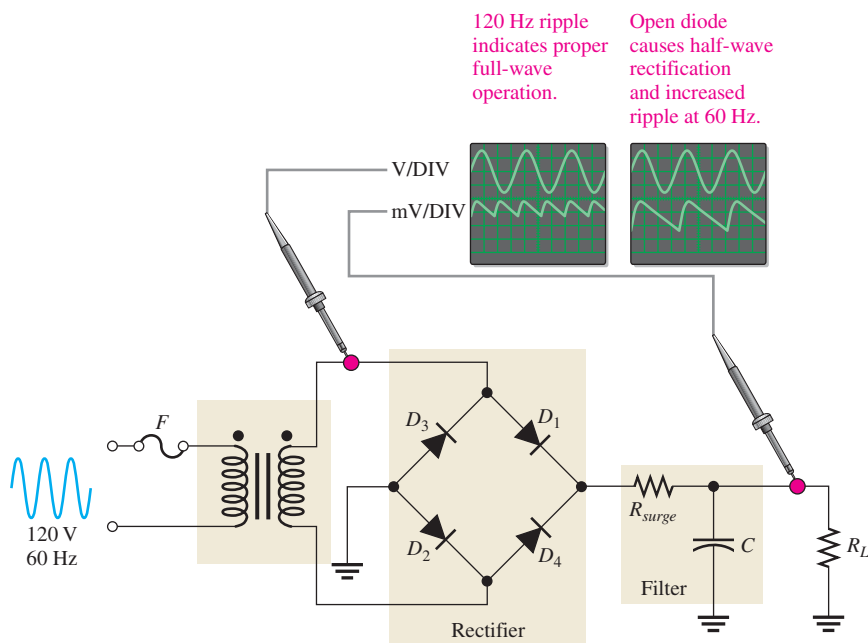 120 Hz ripple
indicates proper
full-wave
operation.
Open diode
causes half-wave
rectification
and increased
ripple at 60 Hz.
V/DIV
mV/DIV
F
D3
D1
120 V
60 Hz
D2
D4
Rsurge
C
RL
Filter
Rectifier